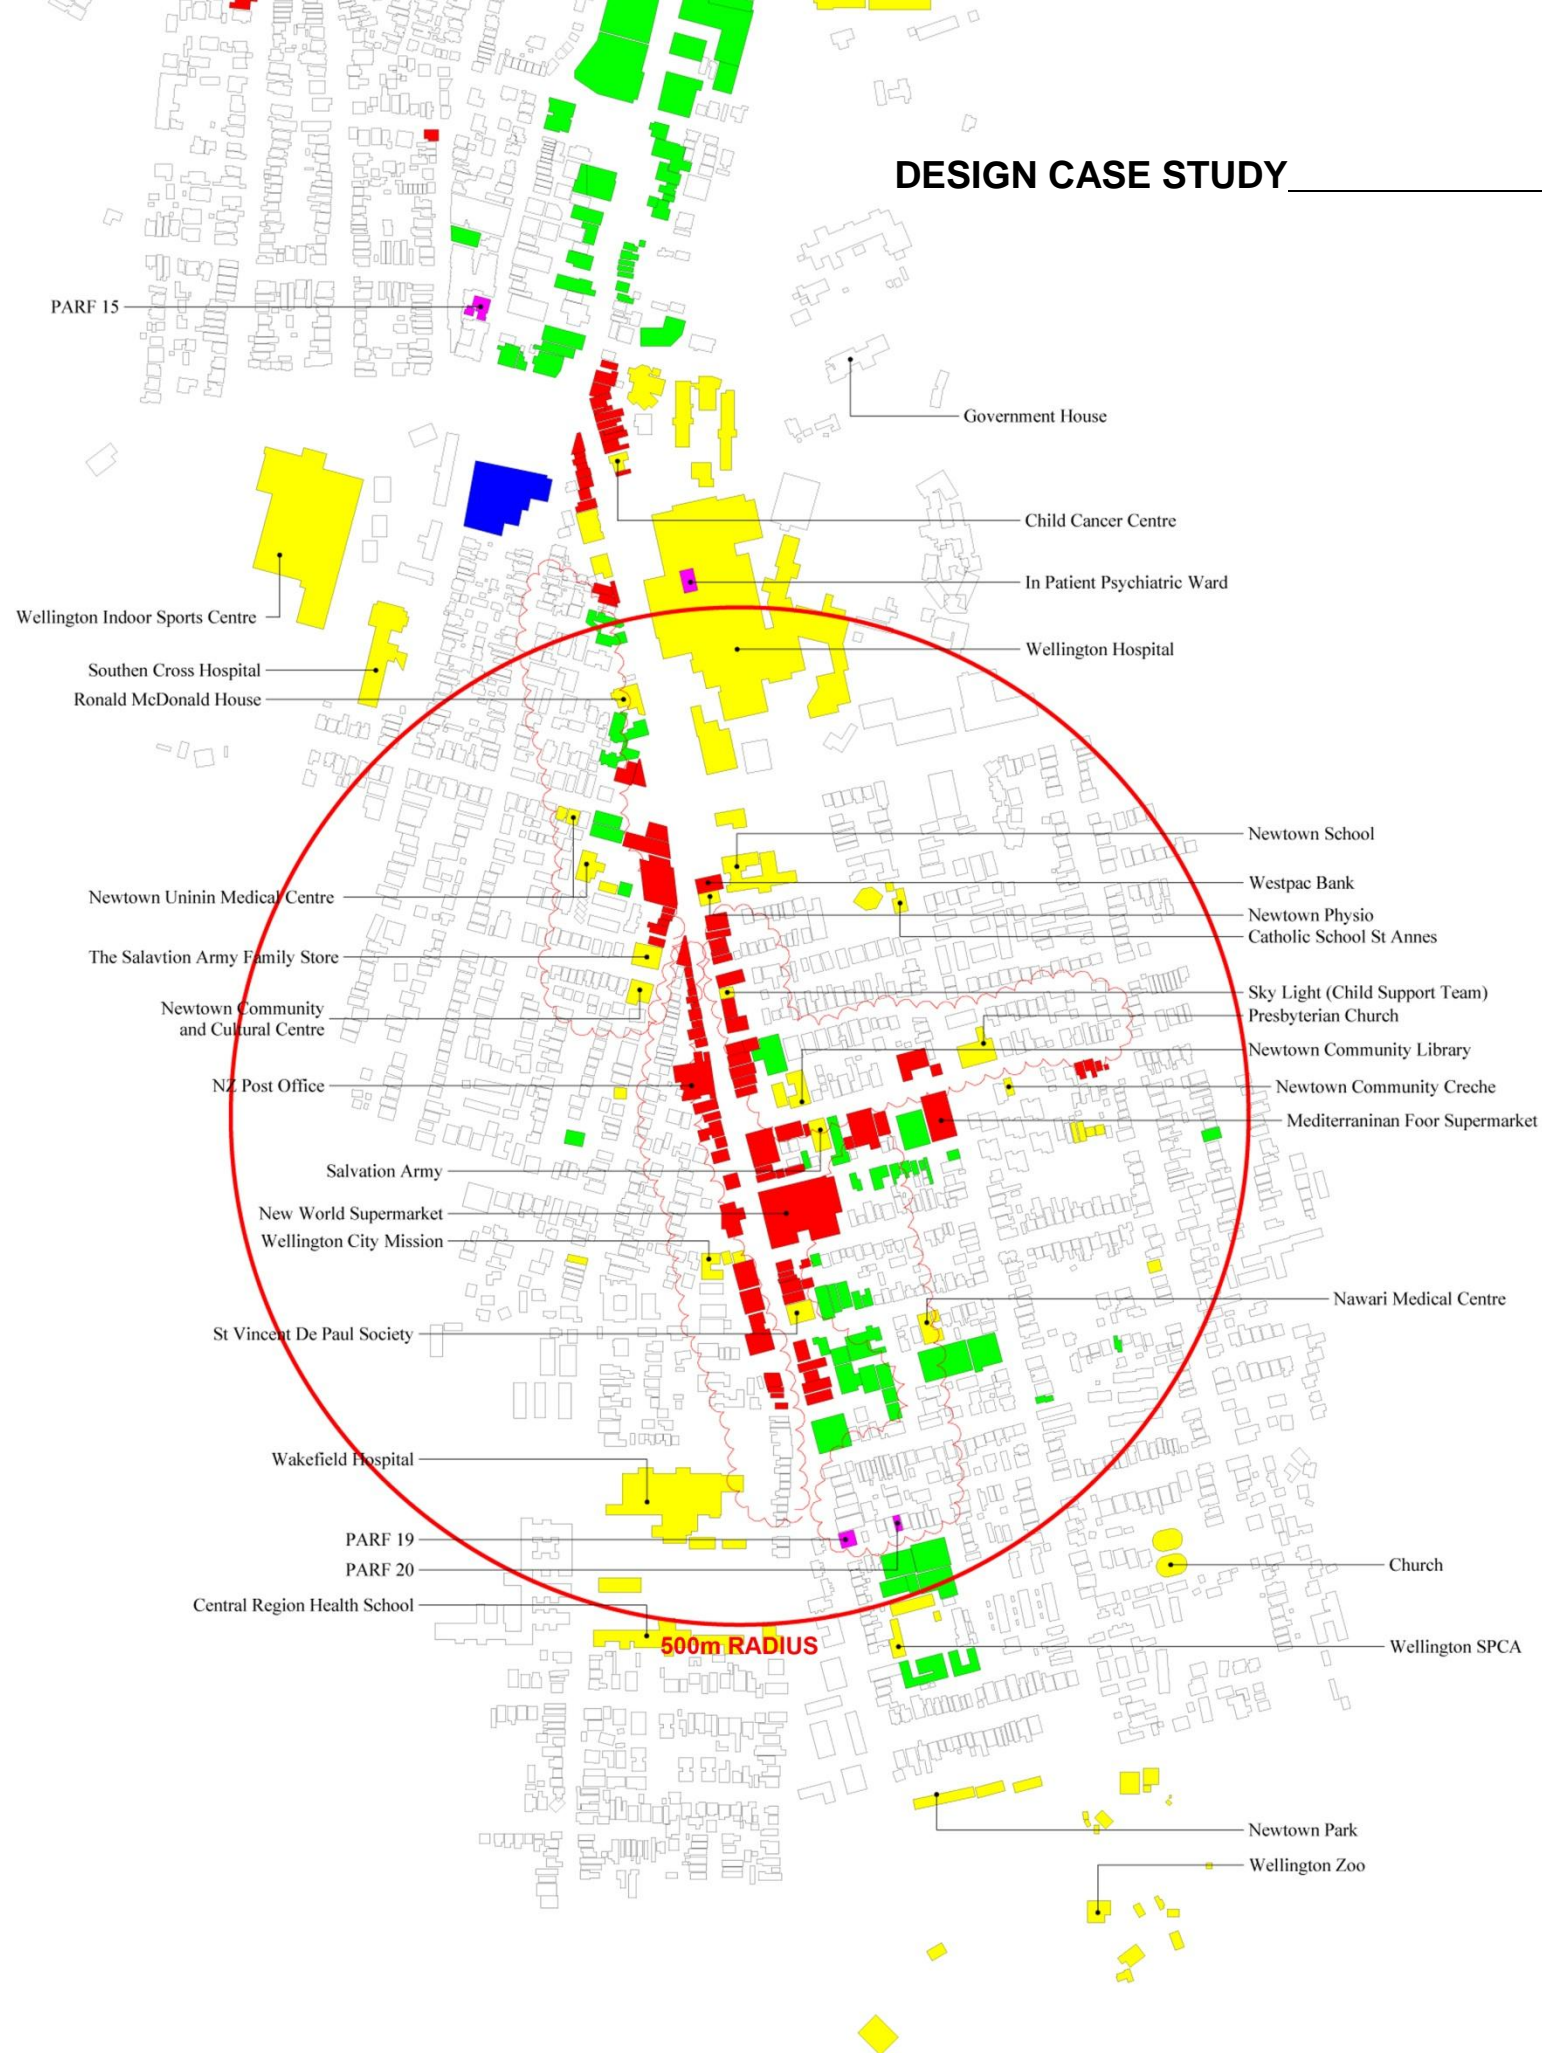 DESIGN CASE STUDY
PARF 15
Government House
Child Cancer Centre
In Patient Psychiatric Ward
Wellington Indoor Sports Centre
Wellington Hospital
Southen Cross Hospital
Ronald McDonald House
Newtown School
Westpac Bank
Newtown Uninin Medical Centre
Newtown Physio
Catholic School St Annes
The Salavtion Army Family Store
Sky Light (Child Support Team)
Newtown Community
and Cultural Centre
Presbyterian Church
Newtown Community Library
NZ Post Office
Newtown Community Creche
Mediterraninan Foor Supermarket
Salvation Army
New World Supermarket
Wellington City Mission
Nawari Medical Centre
St Vincent De Paul Society
Wakefield Hospital
PARF 19
PARF 20
Church
Central Region Health School
500m RADIUS
Wellington SPCA
Newtown Park
Wellington Zoo